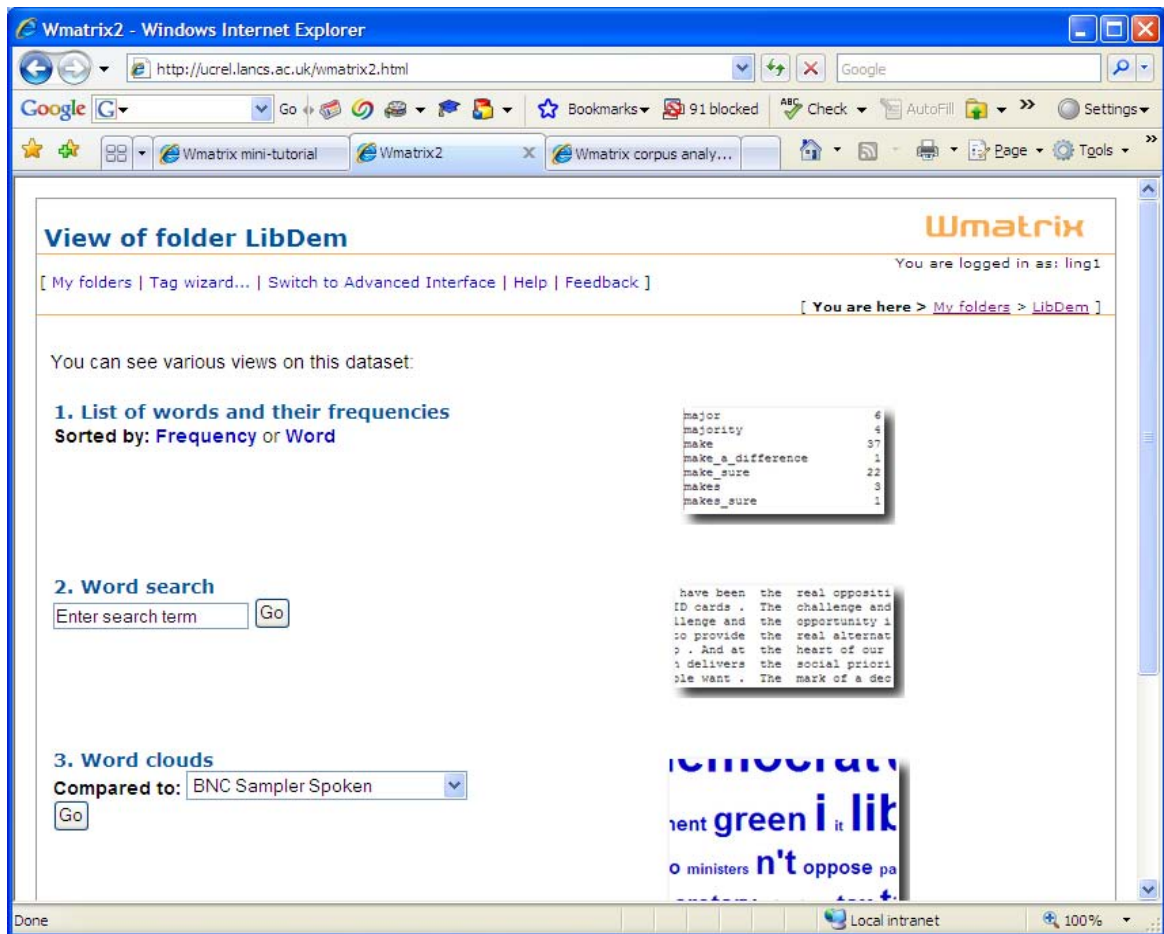 Wmatrix2 - Windows Internet Explorer
http://ucrel.lancs.ac.uk/wmatrix2.html
Google
Google G Go Bookmarks 91 blocked ABC Check AutoFill » Settings
Wmatrix mini-tutorial Wmatrix2 X Wmatrix corpus analy... Page Tools »
View of folder LibDem
Wmatrix
You are logged in as: ling1
[ My folders | Tag wizard... | Switch to Advanced Interface | Help | Feedback ]
[ You are here > My folders > LibDem ]
You can see various views on this dataset:
1. List of words and their frequencies
Sorted by: Frequency or Word
major 6
majority 4
make 37
make_a_difference 1
make_sure 22
makes 3
makes_sure 1
2. Word search
Enter search term Go
have been the real oppositi
ID cards . The challenge and
llenge and the opportunity i
to provide the real alternat
. And at the heart of our
delivers the social priori
ple want . The mark of a dec
3. Word clouds
Compared to: BNC Sampler Spoken
Go
green i it lib
o ministers n't oppose pa
Done Local intranet 100%